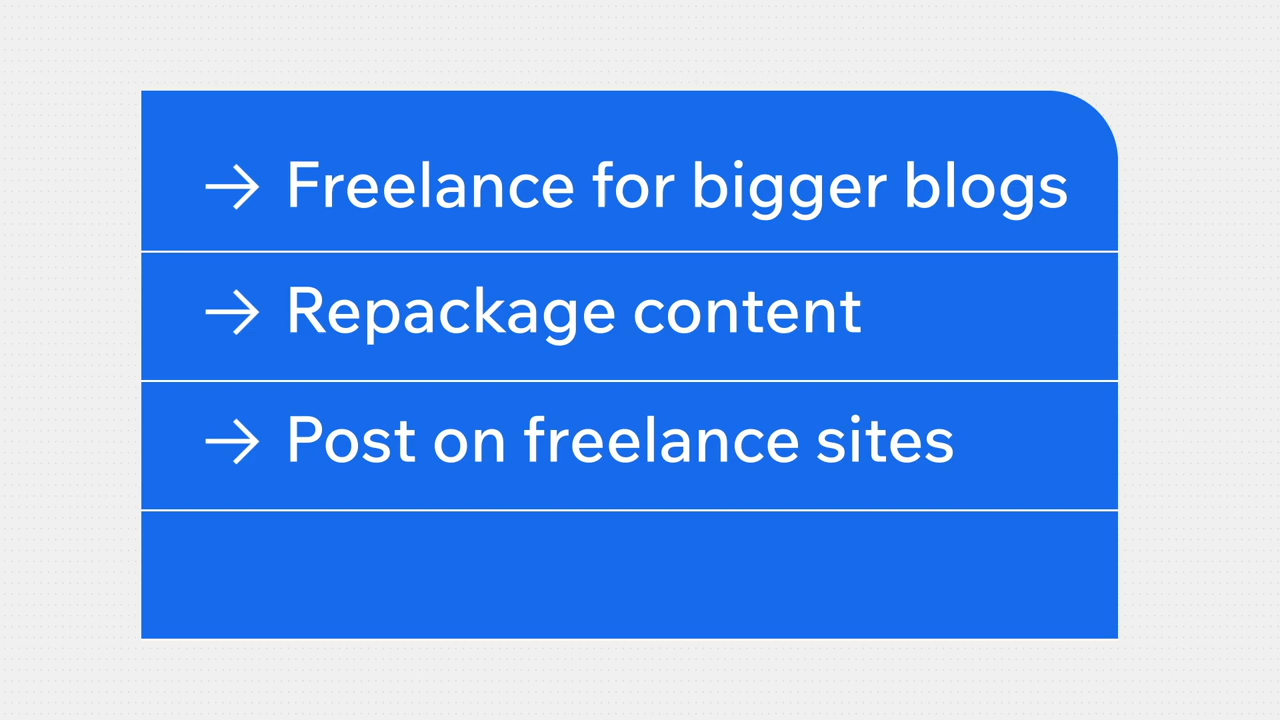 → Freelance for bigger blogs
→ Repackage content
→ Post on freelance sites